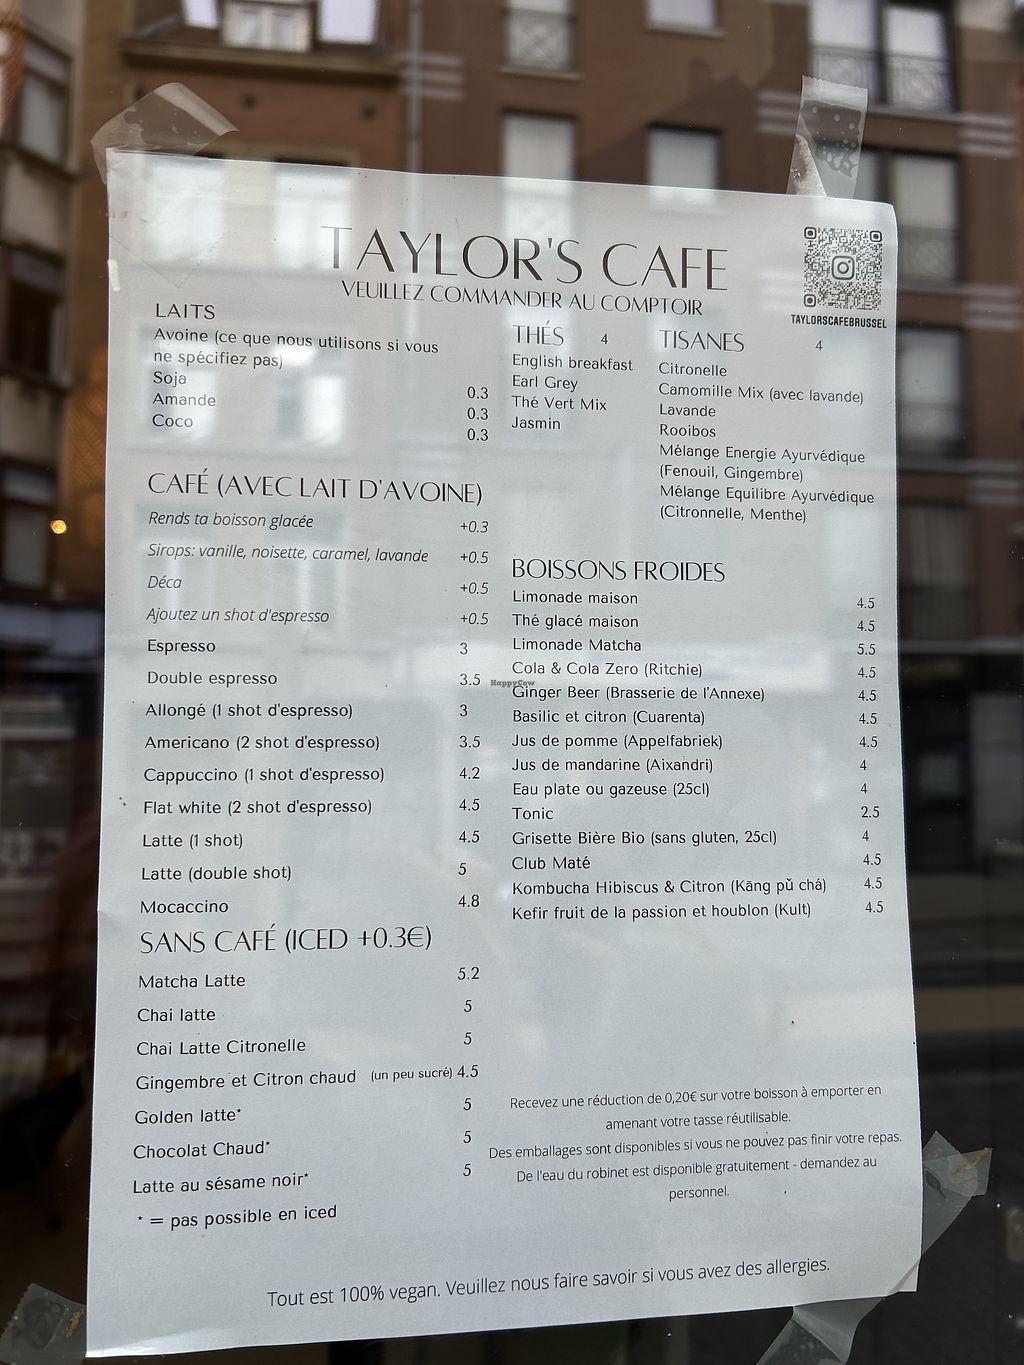 TAYLOR'S CAFE
VEUILLEZ COMMANDER AU COMPTOIR
TAYLORSCAFEBRUSSEL
LAITS
Avoine (ce que nous utilisons si vous
ne spécifiez pas)
Soja 0.3
Amande 0.3
Coco 0.3
CAFÉ (AVEC LAIT D'AVOINE)
Rends ta boisson glacée +0.3
Sirops: vanille, noisette, caramel, lavande +0.5
Déca +0.5
Ajoutez un shot d'espresso +0.5
Espresso 3
Double espresso 3.5
Allongé (1 shot d'espresso) 3
Americano (2 shot d'espresso) 3.5
Cappuccino (1 shot d'espresso) 4.2
Flat white (2 shot d'espresso) 4.5
Latte (1 shot) 4.5
Latte (double shot) 5
Mocaccino 4.8
SANS CAFÉ (ICED +0.3€)
Matcha Latte 5.2
Chai latte 5
Chai Latte Citronelle 5
Gingembre et Citron chaud (un peu sucré) 4.5
Golden latte* 5
Chocolat Chaud* 5
Latte au sésame noir* 5
* = pas possible en iced
THÉS 4
English breakfast
Earl Grey
Thé Vert Mix
Jasmin
TISANES 4
Citronelle
Camomille Mix (avec lavande)
Lavande
Rooibos
Mélange Energie Ayurvédique
(Fenouil, Gingembre)
Mélange Equilibre Ayurvédique
(Citronnelle, Menthe)
BOISSONS FROIDES
Limonade maison 4.5
Thé glacé maison 4.5
Limonade Matcha 5.5
Cola & Cola Zero (Ritchie) 4.5
HappyCow
Ginger Beer (Brasserie de l'Annexe) 4.5
Basilic et citron (Cuarenta) 4.5
Jus de pomme (Appelfabriek) 4.5
Jus de mandarine (Aixandri) 4
Eau plate ou gazeuse (25cl) 4
Tonic 2.5
Grisette Bière Bio (sans gluten, 25cl) 4
Club Maté 4.5
Kombucha Hibiscus & Citron (Kāng pǔ chá) 4.5
Kefir fruit de la passion et houblon (Kult) 4.5
Recevez une réduction de 0,20€ sur votre boisson à emporter en
amenant votre tasse réutilisable.
Des emballages sont disponibles si vous ne pouvez pas finir votre repas.
De l'eau du robinet est disponible gratuitement - demandez au
personnel.
Tout est 100% vegan. Veuillez nous faire savoir si vous avez des allergies.